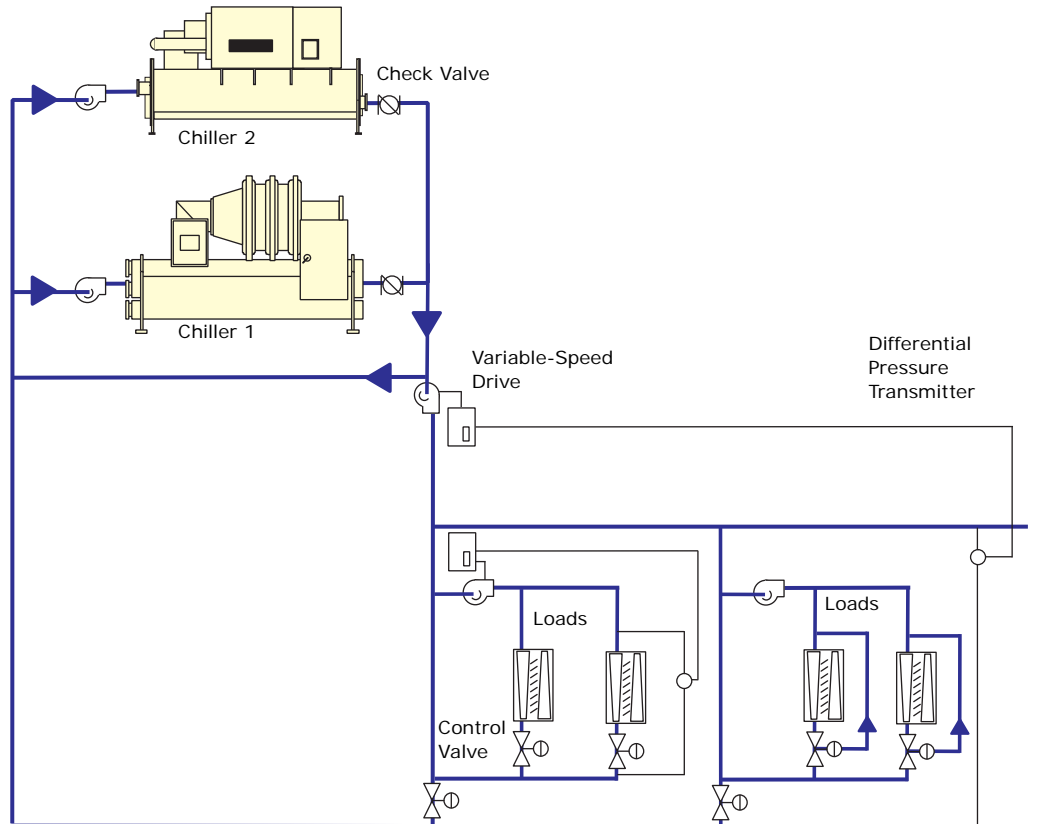 Check Valve
Chiller 2
Chiller 1
Variable-Speed
Drive
Differential
Pressure
Transmitter
Loads
Loads
Control
Valve